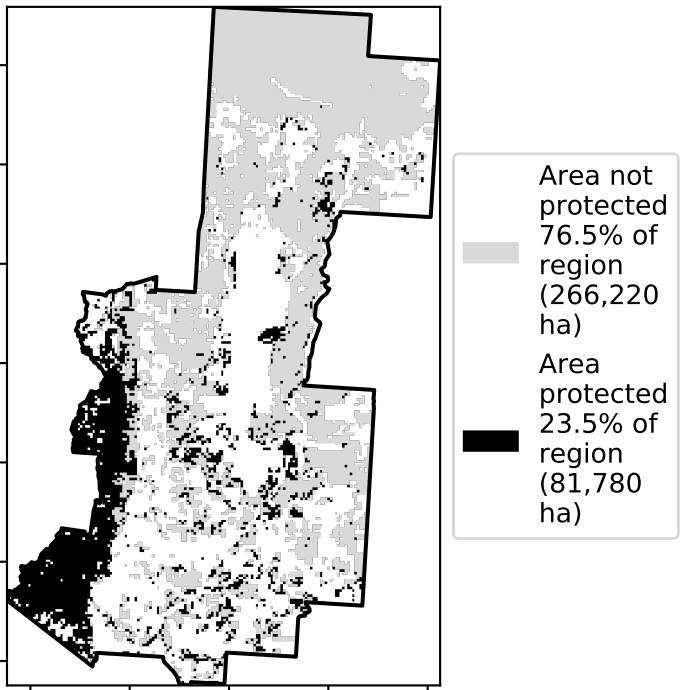 Area not
protected
76.5% of
region
(266,220
ha)
Area
protected
23.5% of
region
(81,780
ha)